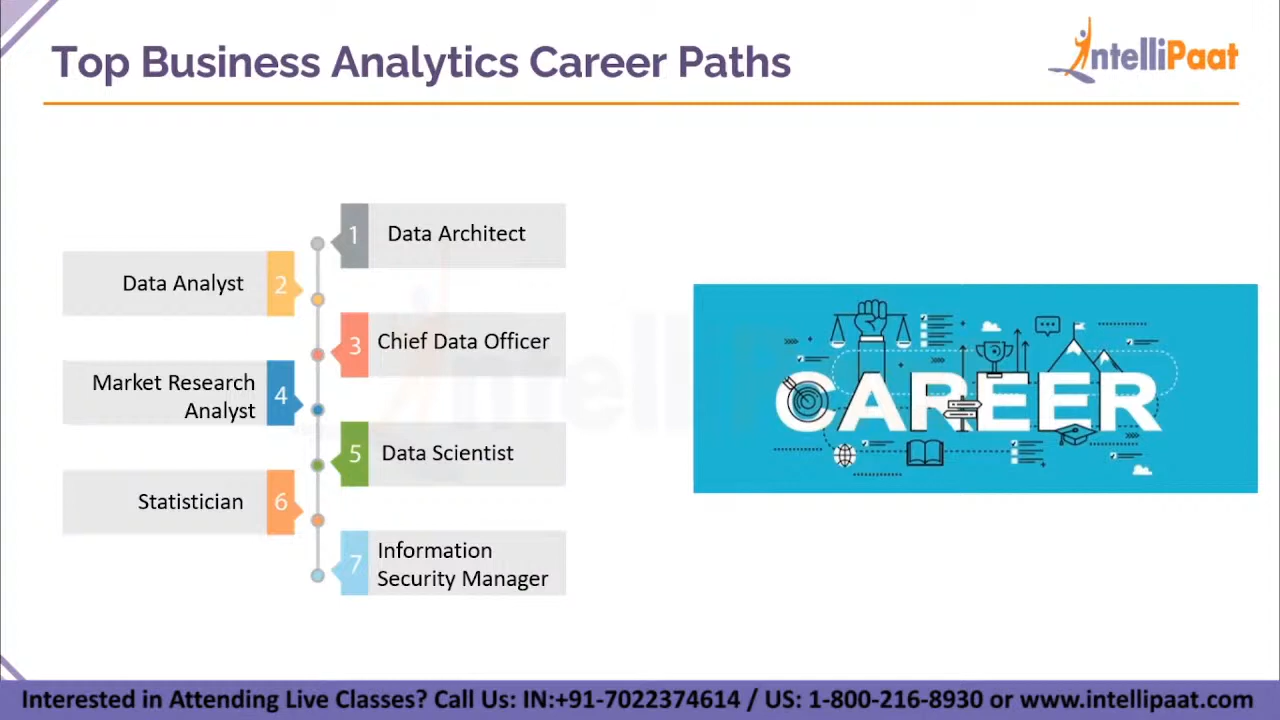 Top Business Analytics Career Paths
IntelliPaat
1
Data Architect
Data Analyst
2
3
Chief Data Officer
Market Research
Analyst
4
5
Data Scientist
Statistician
6
7
Information
Security Manager
CAREER
Interested in Attending Live Classes? Call Us: IN:+91-7022374614 / US: 1-800-216-8930 or www.intellipaat.com